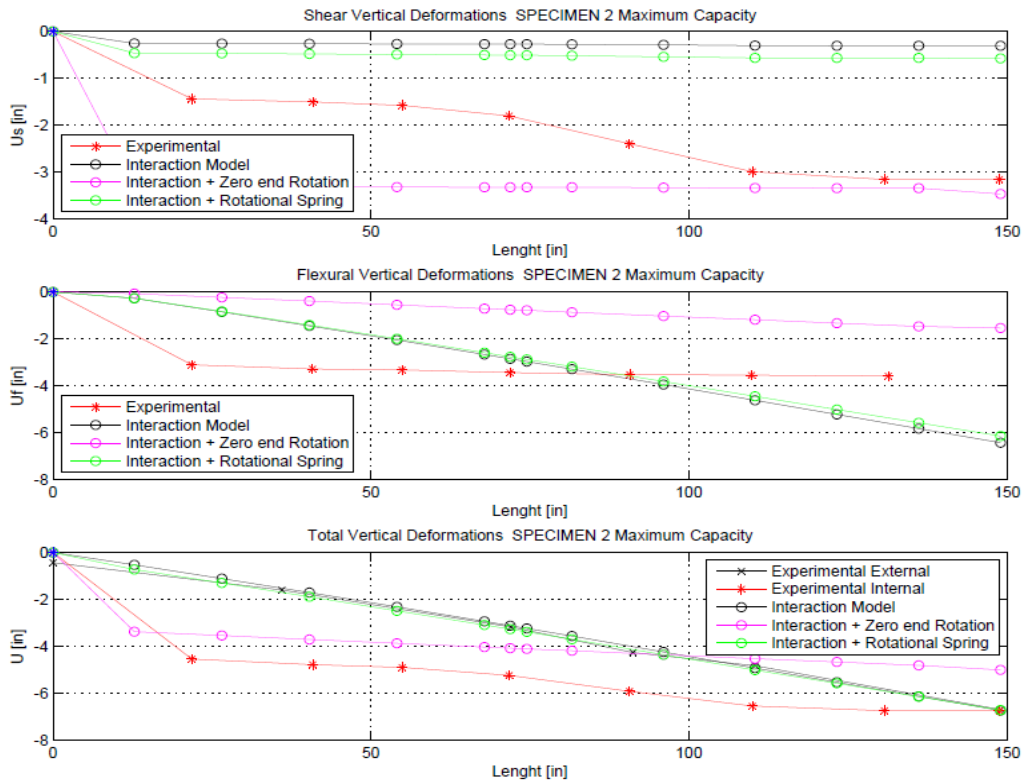 Shear Vertical Deformations SPECIMEN 2 Maximum Capacity
0
-1
-2
-3
-4
Us [in]
Experimental
Interaction Model
Interaction + Zero end Rotation
Interaction + Rotational Spring
0
50
100
150
Lenght [in]
Flexural Vertical Deformations SPECIMEN 2 Maximum Capacity
0
-2
-4
-6
-8
Uf [in]
Experimental
Interaction Model
Interaction + Zero end Rotation
Interaction + Rotational Spring
0
50
100
150
Lenght [in]
Total Vertical Deformations SPECIMEN 2 Maximum Capacity
0
-2
-4
-6
-8
U [in]
Experimental External
Experimental Internal
Interaction Model
Interaction + Zero end Rotation
Interaction + Rotational Spring
0
50
100
150
Lenght [in]